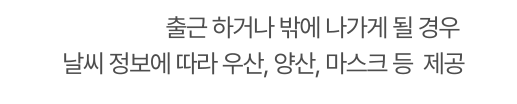 출근 하거나 밖에 나가게 될 경우
날씨 정보에 따라 우산, 양산, 마스크 등  제공